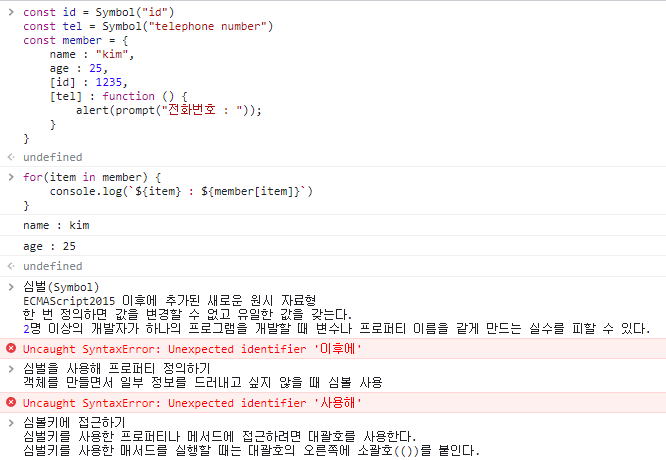 const id = Symbol("id")
const tel = Symbol("telephone number")
const member = {
    name : "kim",
    age : 25,
    [id] : 1235,
    [tel] : function () {
        alert(prompt("전화번호 : "));
    }
}
undefined
for(item in member) {
    console.log(`${item} : ${member[item]}`)
}
name : kim
age : 25
undefined
심벌(Symbol)
ECMAScript2015 이후에 추가된 새로운 원시 자료형
한 번 정의하면 값을 변경할 수 없고 유일한 값을 갖는다.
2명 이상의 개발자가 하나의 프로그램을 개발할 때 변수나 프로퍼티 이름을 같게 만드는 실수를 피할 수 있다.
Uncaught SyntaxError: Unexpected identifier '이후에'
심벌을 사용해 프로퍼티 정의하기
객체를 만들면서 일부 정보를 드러내고 싶지 않을 때 심볼 사용
Uncaught SyntaxError: Unexpected identifier '사용해'
심볼키에 접근하기
심벌키를 사용한 프로퍼티나 메서드에 접근하려면 대괄호를 사용한다.
심벌키를 사용한 매서드를 실행할 때는 대괄호의 오른쪽에 소괄호(())를 붙인다.